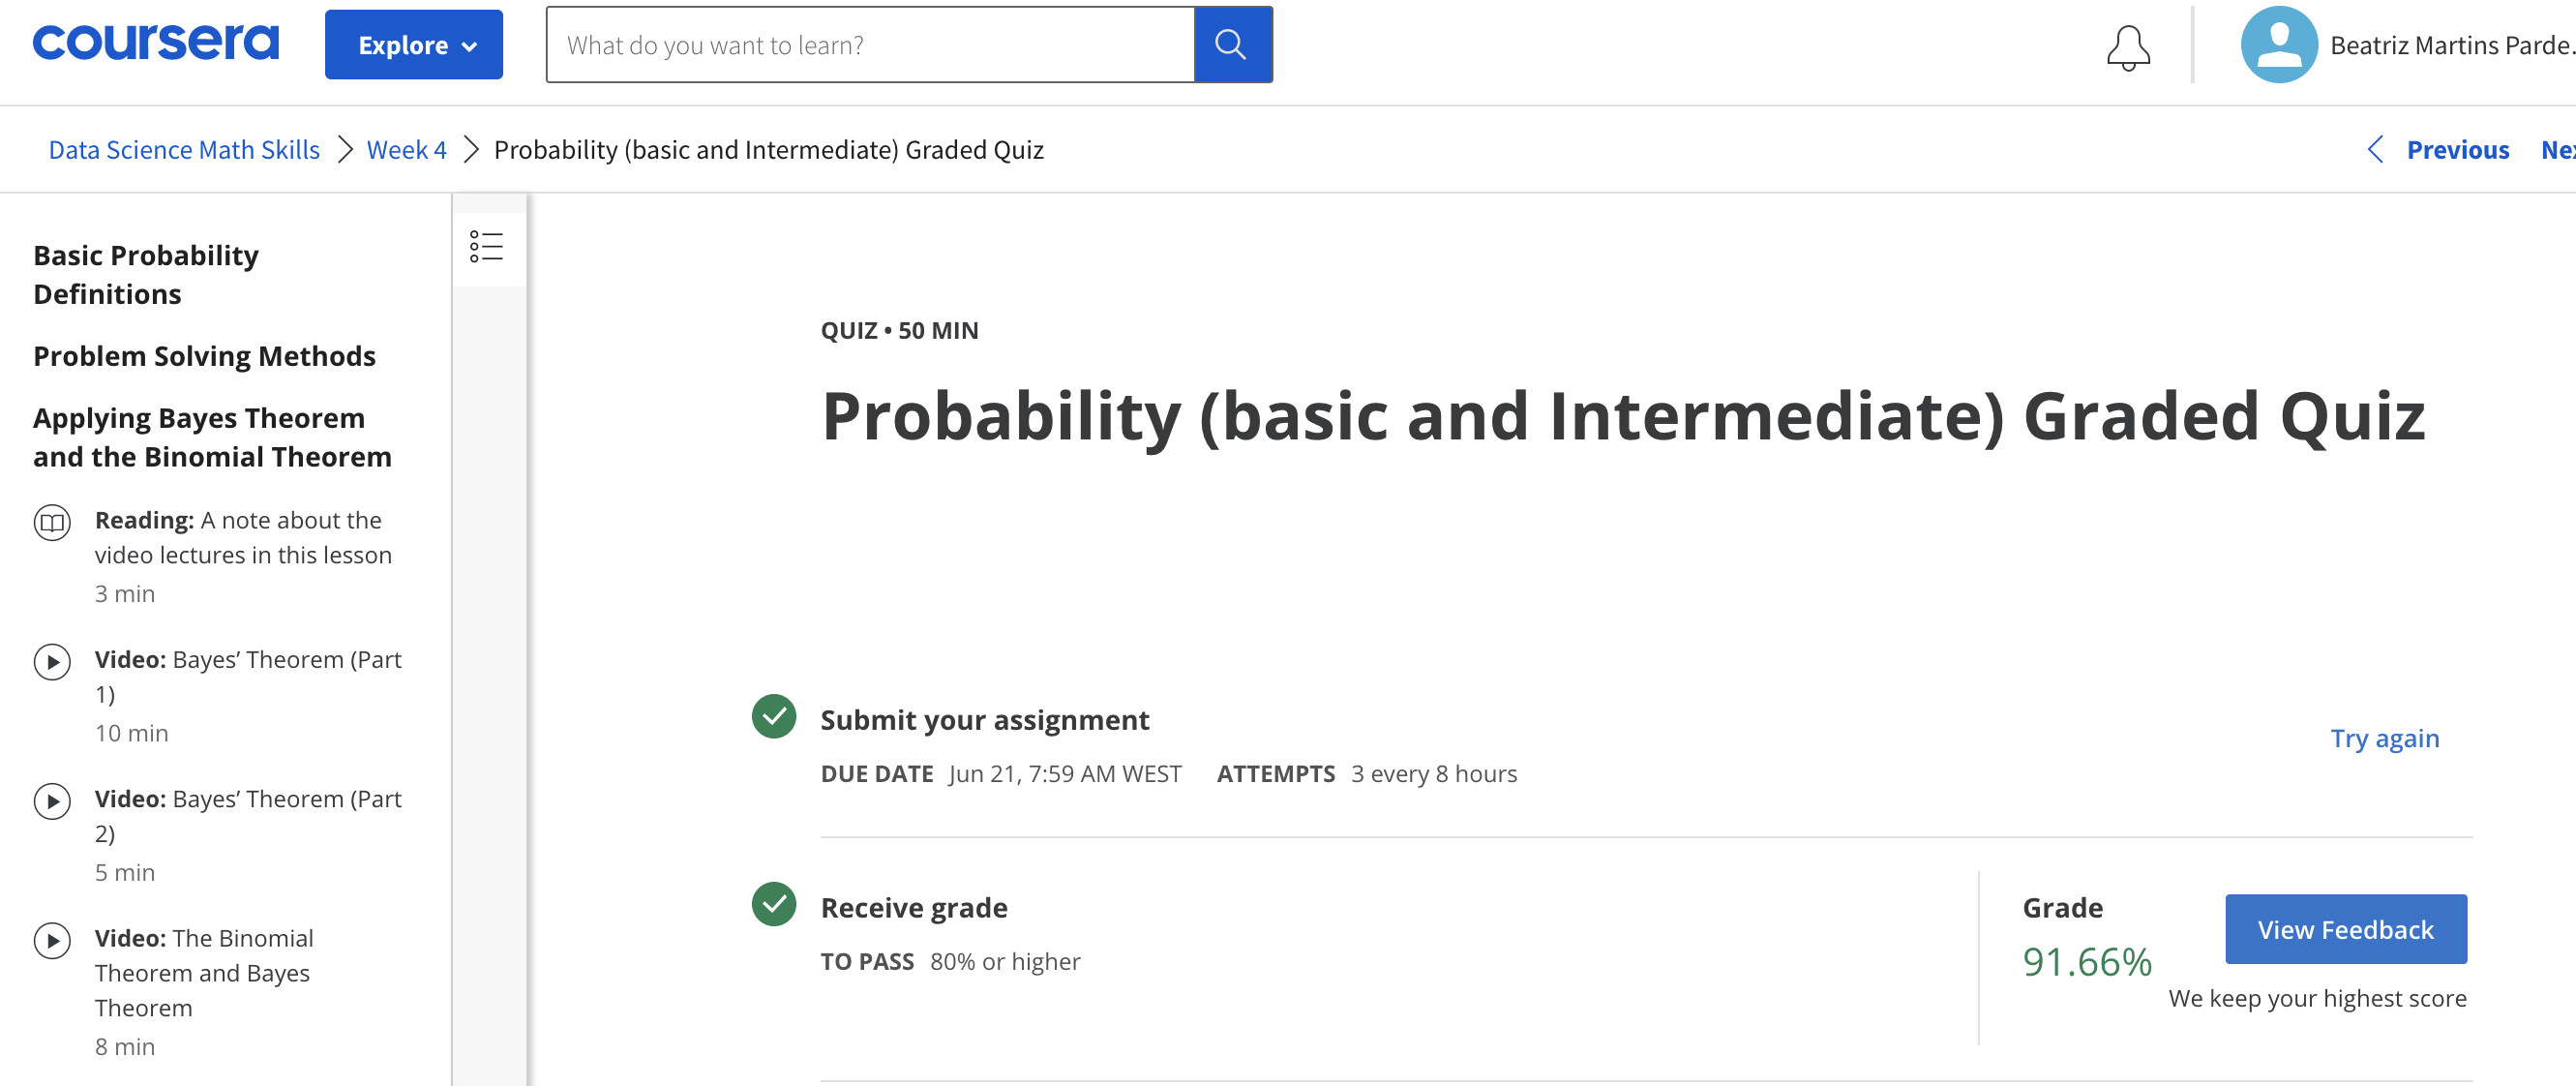 coursera
Explore
What do you want to learn?
Beatriz Martins Parde.
Data Science Math Skills
Week 4
Probability (basic and Intermediate) Graded Quiz
Previous
Basic Probability
Definitions
Problem Solving Methods
Applying Bayes Theorem
and the Binomial Theorem
Reading: A note about the
video lectures in this lesson
3 min
Video: Bayes’ Theorem (Part
1)
10 min
Video: Bayes’ Theorem (Part
2)
5 min
Video: The Binomial
Theorem and Bayes
Theorem
8 min
QUIZ • 50 MIN
Probability (basic and Intermediate) Graded Quiz
Submit your assignment
DUE DATE Jun 21, 7:59 AM WEST ATTEMPTS 3 every 8 hours
Try again
Receive grade
TO PASS 80% or higher
Grade
91.66%
View Feedback
We keep your highest score